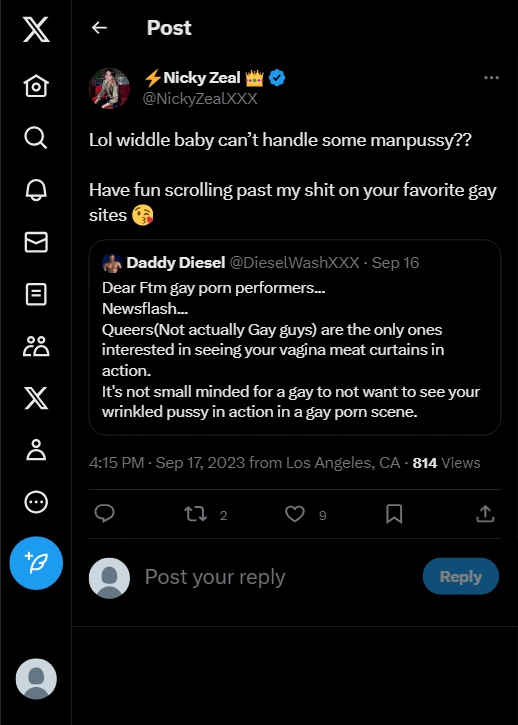 Post
⚡Nicky Zeal 👑
@NickyZealXXX
Lol widdle baby can't handle some manpussy??
Have fun scrolling past my shit on your favorite gay
sites 😘
Daddy Diesel @DieselWashXXX · Sep 16
Dear Ftm gay porn performers...
Newsflash...
Queers(Not actually Gay guys) are the only ones
interested in seeing your vagina meat curtains in
action.
It's not small minded for a gay to not want to see your
wrinkled pussy in action in a gay porn scene.
4:15 PM · Sep 17, 2023 from Los Angeles, CA · 814 Views
2 9
Post your reply
Reply